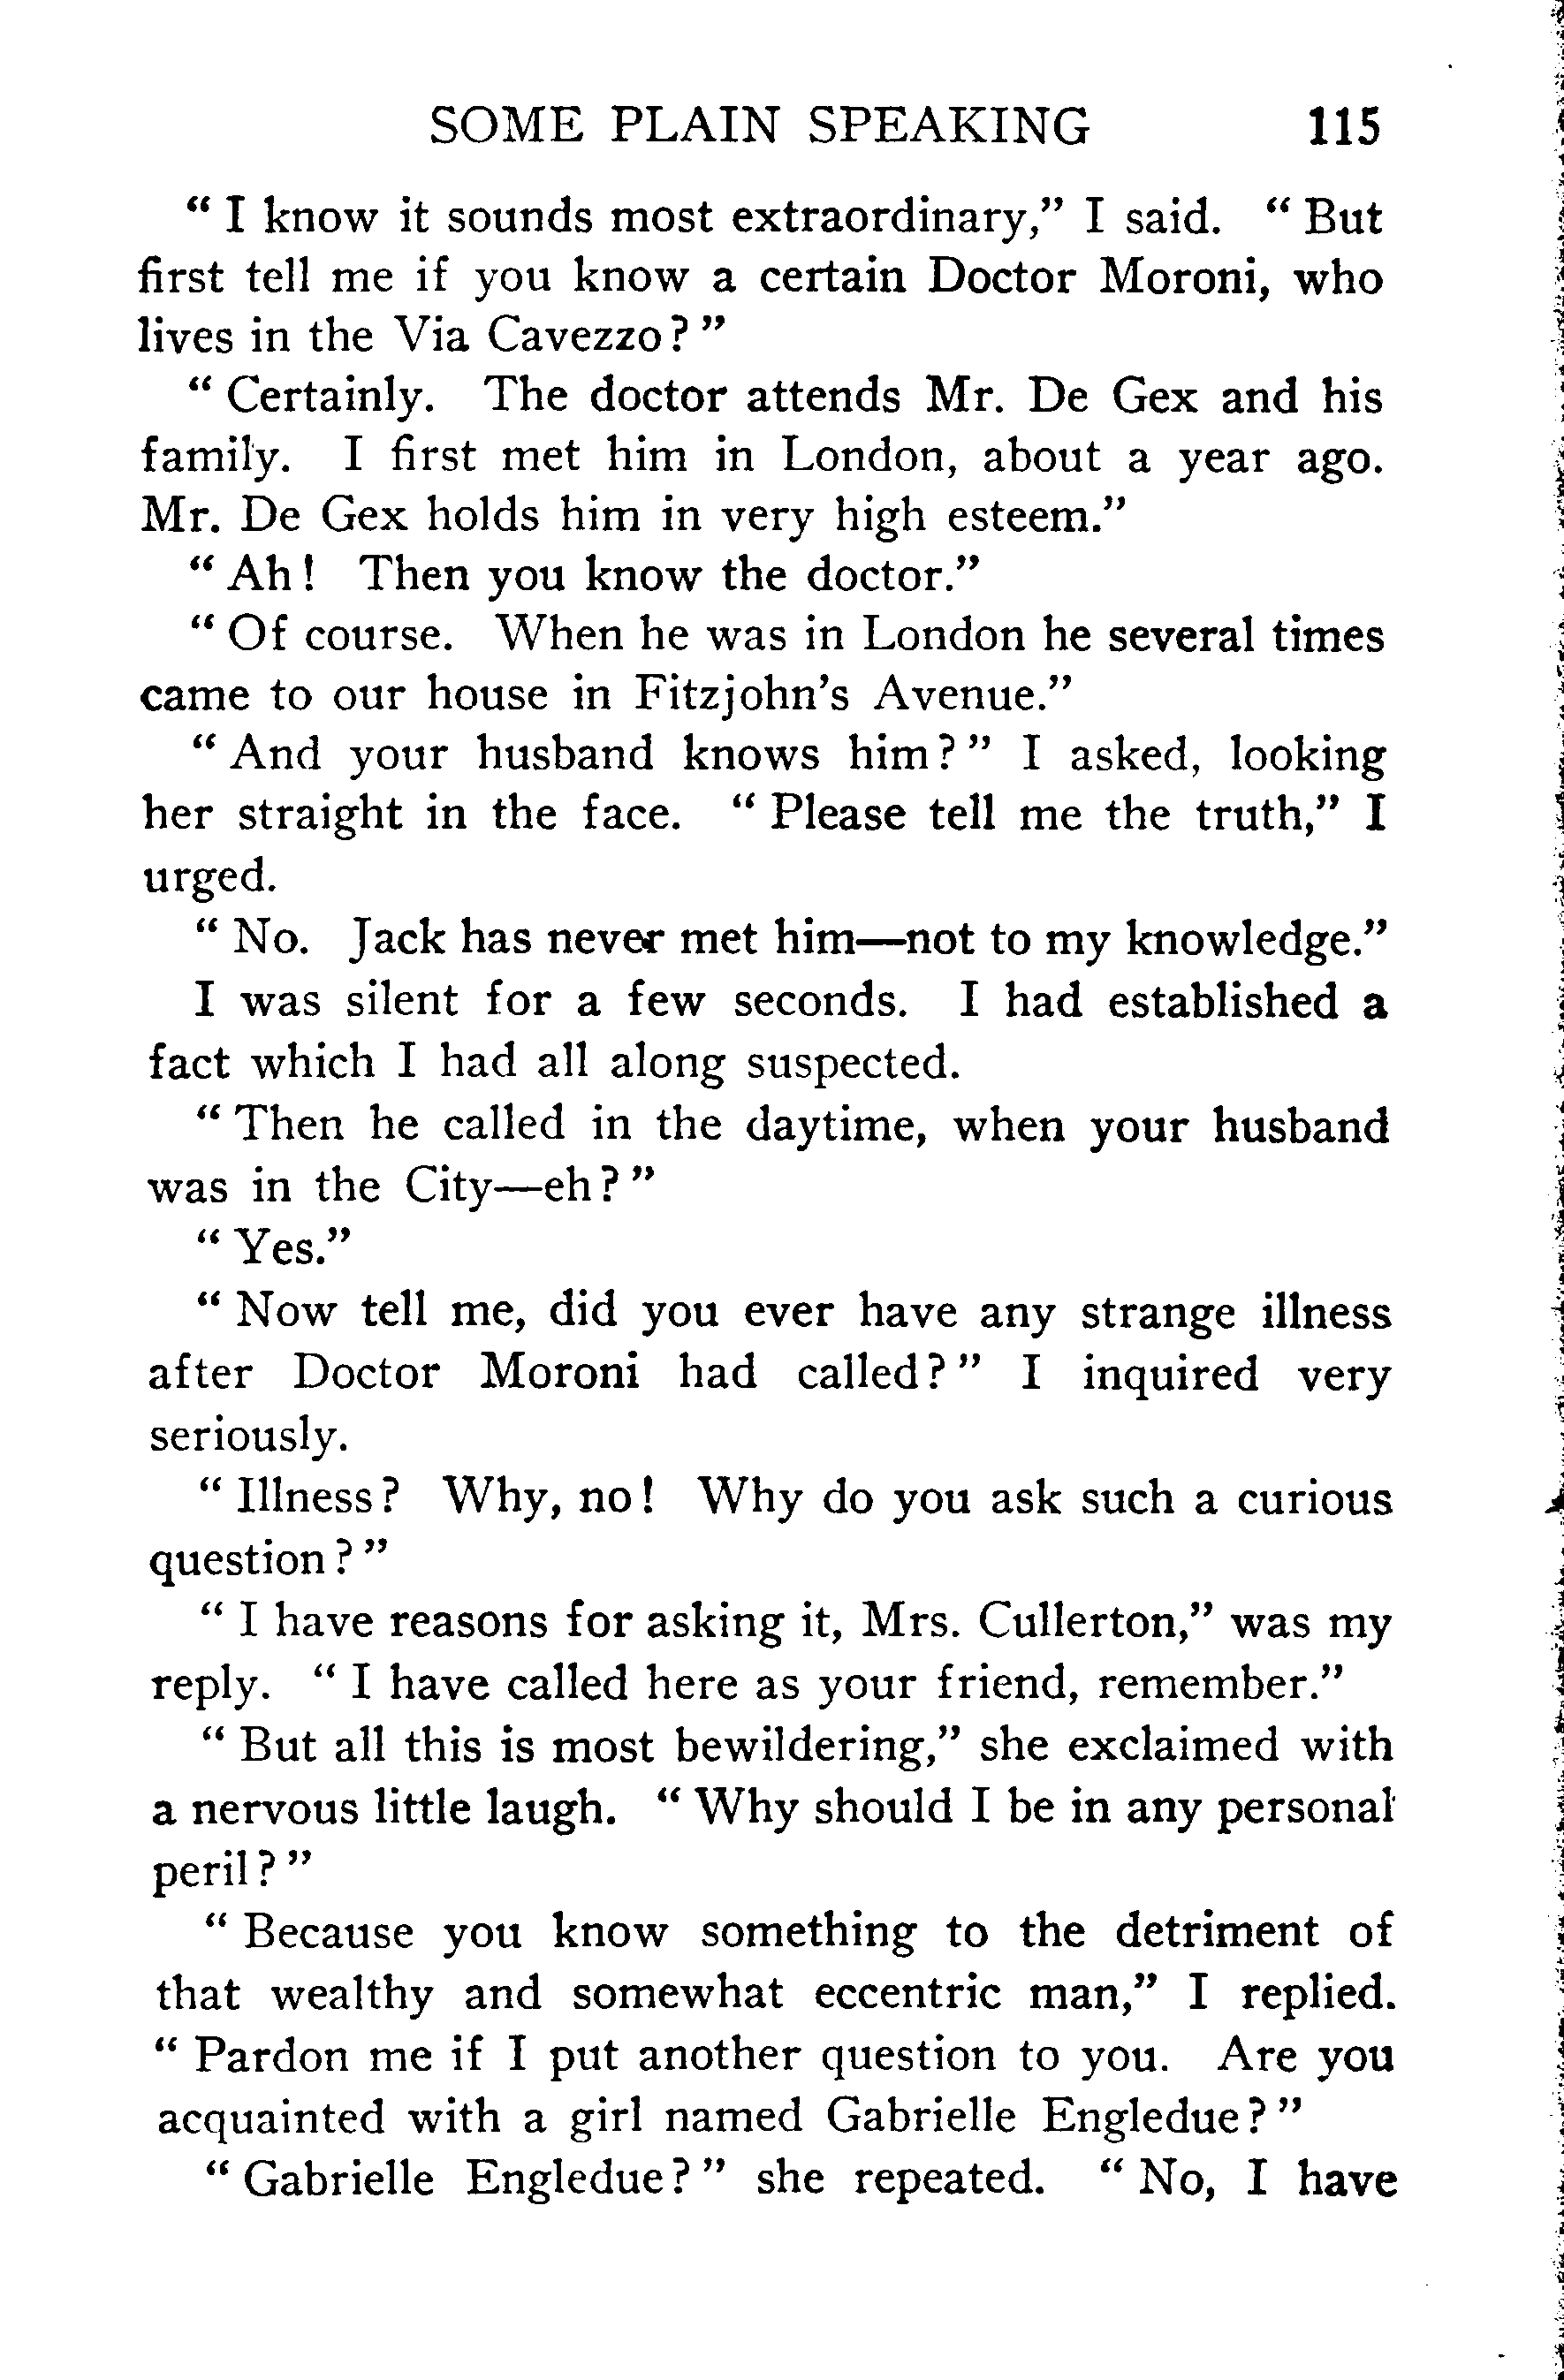 SOME PLAIN SPEAKING 115
“ I know it sounds most extraordinary,” I said. “ But
first tell me if you know a certain Doctor Moroni, who
lives in the Via Cavezzo? ”
“ Certainly. The doctor attends Mr. De Gex and his
family. I first met him in London, about a year ago.
Mr. De Gex holds him in very high esteem.”
“ Ah! Then you know the doctor.”
“ Of course. When he was in London he several times
came to our house in Fitzjohn’s Avenue.”
“ And your husband knows him? ” I asked, looking
her straight in the face. “ Please tell me the truth,” I
urged.
“ No. Jack has never met him—not to my knowledge.”
I was silent for a few seconds. I had established a
fact which I had all along suspected.
“ Then he called in the daytime, when your husband
was in the City—eh? ”
“ Yes.”
“ Now tell me, did you ever have any strange illness
after Doctor Moroni had called? ” I inquired very
seriously.
“ Illness? Why, no! Why do you ask such a curious
question? ”
“ I have reasons for asking it, Mrs. Cullerton,” was my
reply. “ I have called here as your friend, remember.”
“ But all this is most bewildering,” she exclaimed with
a nervous little laugh. “ Why should I be in any personal
peril? ”
“ Because you know something to the detriment of
that wealthy and somewhat eccentric man,” I replied.
“ Pardon me if I put another question to you. Are you
acquainted with a girl named Gabrielle Engledue? ”
“ Gabrielle Engledue? ” she repeated. “ No, I have